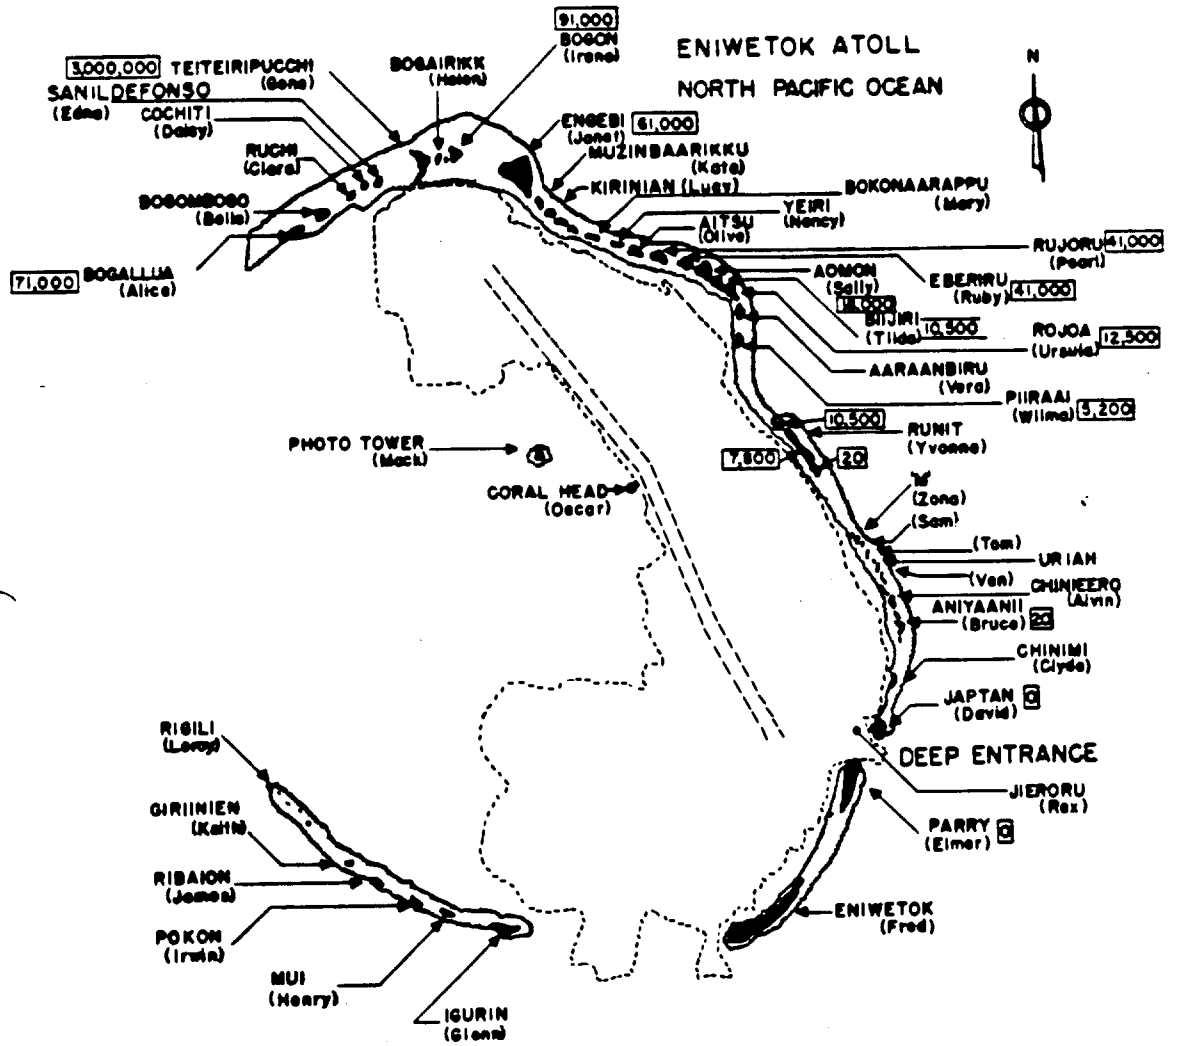 ENIWETOK ATOLL
NORTH PACIFIC OCEAN
N
91,000
BOGON
(Irene)
BOGAIRIKK
(Helen)
3,000,000 TEITEIRIPUCCHI
(Gene)
SANILDEFONSO
(Edna)
COCHITI
(Daisy)
RUCHI
(Clara)
BOGOMBOGO
(Belle)
71,000 BOGALLUA
(Alice)
ENGEBI 61,000
(Janet)
MUZINBAARIKKU
(Kate)
KIRINIAN (Lucy)
BOKONAARAPPU
(Mary)
YEIRI
(Nancy)
AITSU
(Olive)
RUJORU 41,000
(Pearl)
EBERIRU
(Ruby) 41,000
AOMON
(Sally)
BIIJIRI
(Tilda) 10,500
ROJOA 12,500
(Ursula)
AARAANBIRU
(Vera)
PIIRAAI
(Wilma) 5,200
10,500
RUNIT
(Yvonne)
7,800
20
PHOTO TOWER
(Mack)
CORAL HEAD
(Oscar)
(Zona)
(Sam)
(Tom)
URIAH
(Van)
CHINIEERO
(Alvin)
ANIYAANII
(Bruce) 20
CHINIMI
(Clyde)
JAPTAN 0
(David)
DEEP ENTRANCE
JIERORU
(Rex)
PARRY 0
(Elmer)
ENIWETOK
(Fred)
RIGILI
(Leroy)
GIRIINIEN
(Keith)
RIBAION
(James)
POKON
(Irwin)
MUI
(Henry)
IGURIN
(Glenn)